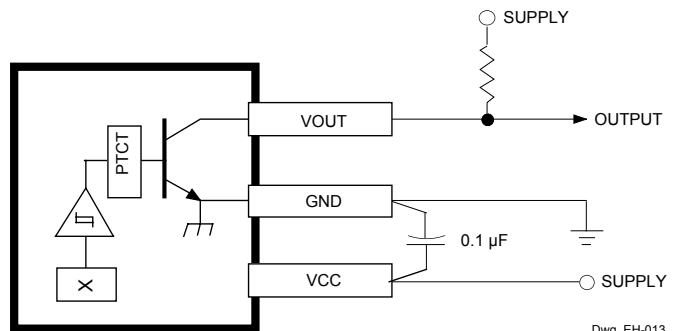 SUPPLY
VOUT
OUTPUT
PTCT
GND
0.1 µF
X
VCC
SUPPLY
Dwg. EH-013